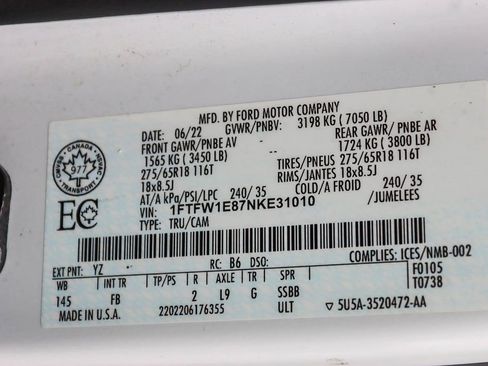 MFD. BY FORD MOTOR COMPANY
DATE: 06/22 GVWR/PNBV: 3198 KG ( 7050 LB)
FRONT GAWR/ PNBE AV REAR GAWR / PNBE AR
1565 KG ( 3450 LB) 1724 KG ( 3800 LB)
275/65R18 116T TIRES/PNEUS 275/65R18 116T
18x8.5J RIMS/JANTES 18x8.5J
AT/A kPa/PSI/LPC 240/ 35 COLD/A FROID 240/ 35
VIN: 1FTFW1E87NKE31010 /JUMELEES
TYPE: TRU/CAM
CANADA
977
TRANSPORT
EC
COMPLIES: ICES/NMB-002
EXT PNT: YZ RC: B6 DSO: F0105
WB INT TR TP/PS R AXLE TR SPR T0738
145 FB 2 L9 G SSBB
MADE IN U.S.A. 2202206176355 ULT ▽ 5U5A-3520472-AA